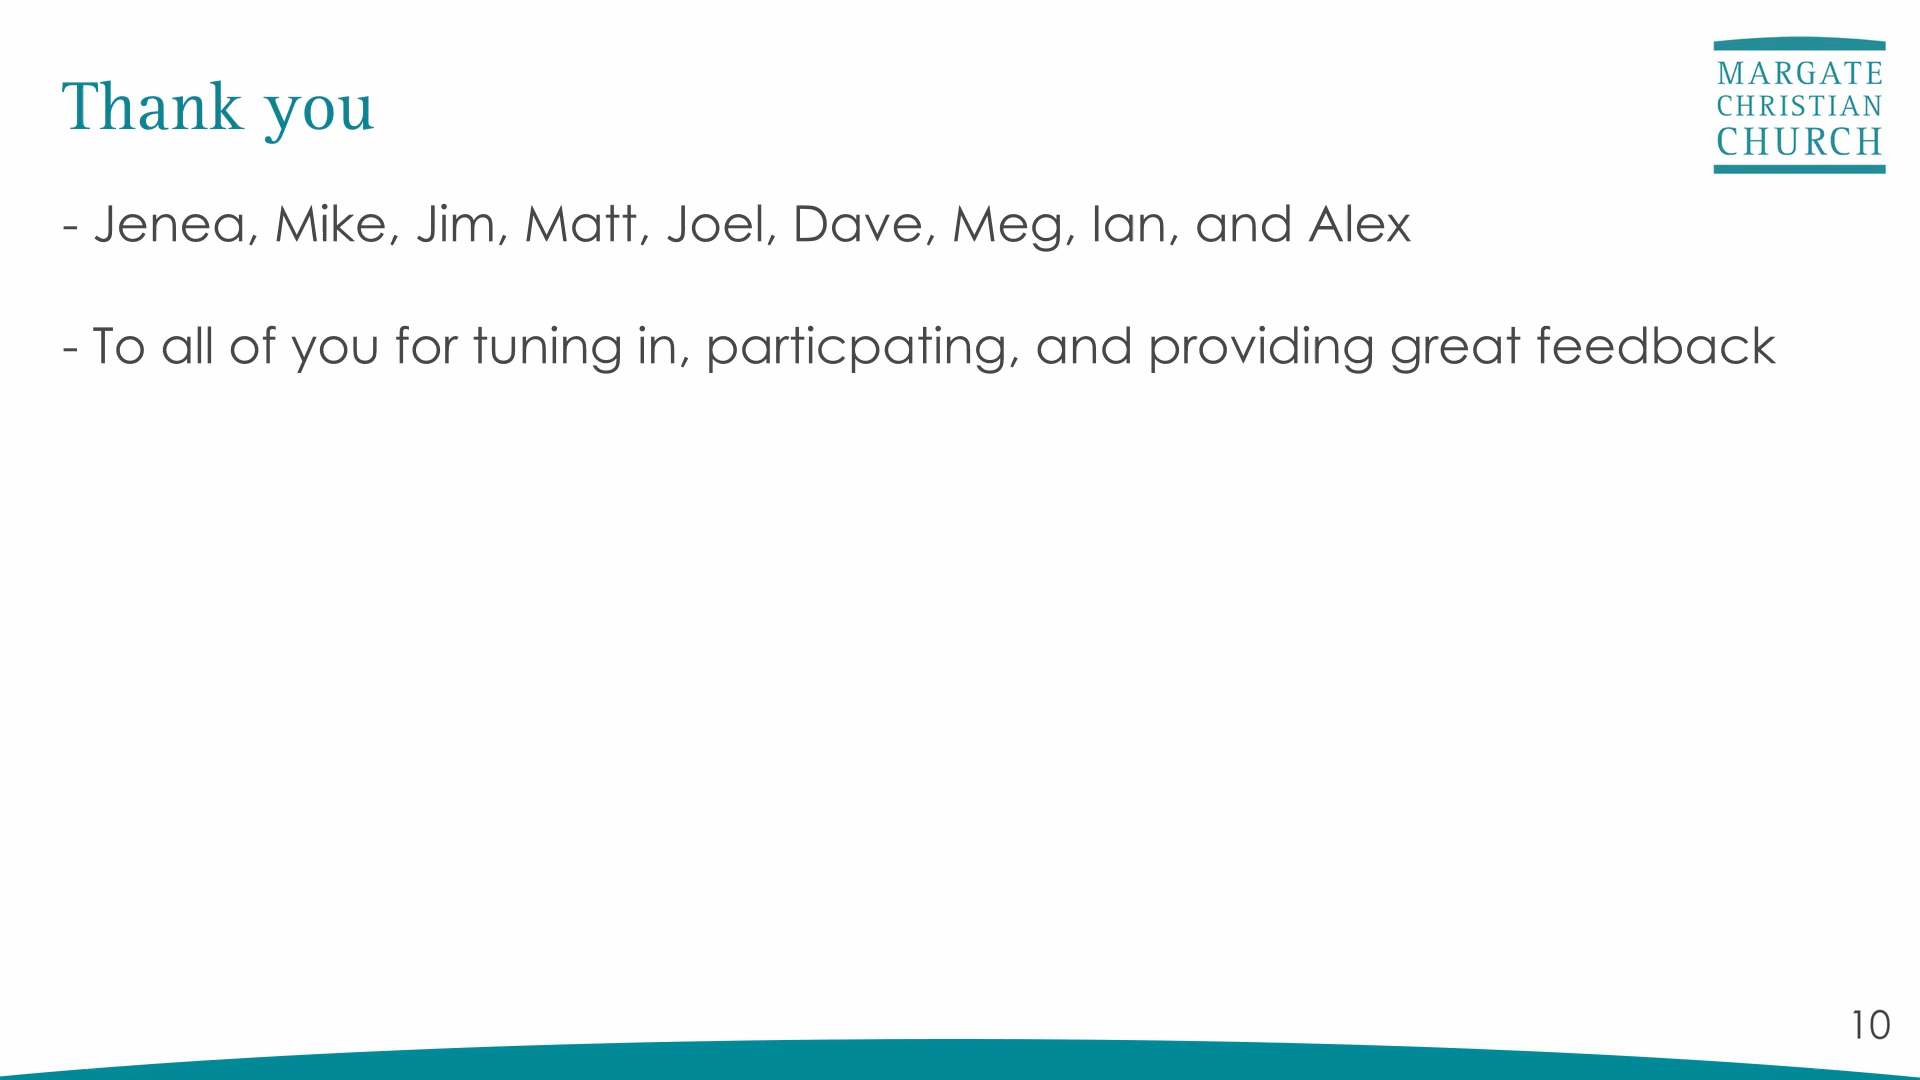 Thank you
MARGATE
CHRISTIAN
CHURCH
- Jenea, Mike, Jim, Matt, Joel, Dave, Meg, Ian, and Alex
- To all of you for tuning in, particpating, and providing great feedback
10